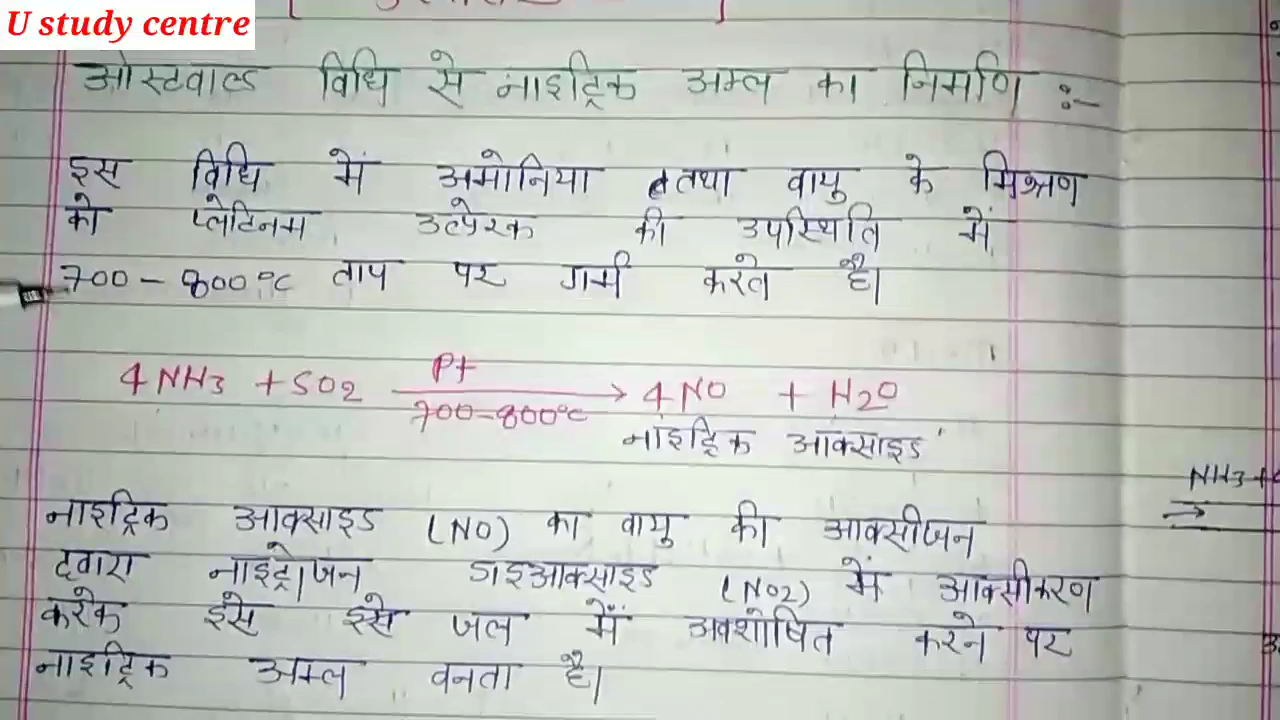 U study centre
ओस्टवाल्ड विधि से नाइट्रिक अम्ल का निर्माण :-
इस विधि में अमोनिया तथा वायु के मिश्रण
को प्लेटिनम उत्प्रेरक की उपस्थिति में
700-800°C ताप पर गर्म करते है।
4NH3 + 5O2 Pt 4NO + H2O
700-800°C
नाइट्रिक आक्साइड
NH3+
नाइट्रिक आक्साइड (NO) का वायु की आक्सीजन
द्वारा नाइट्रोजन डाइआक्साइड (NO2) में आक्सीकरण
करके इसे इसे जल में अवशोषित करने पर
नाइट्रिक अम्ल बनता है।